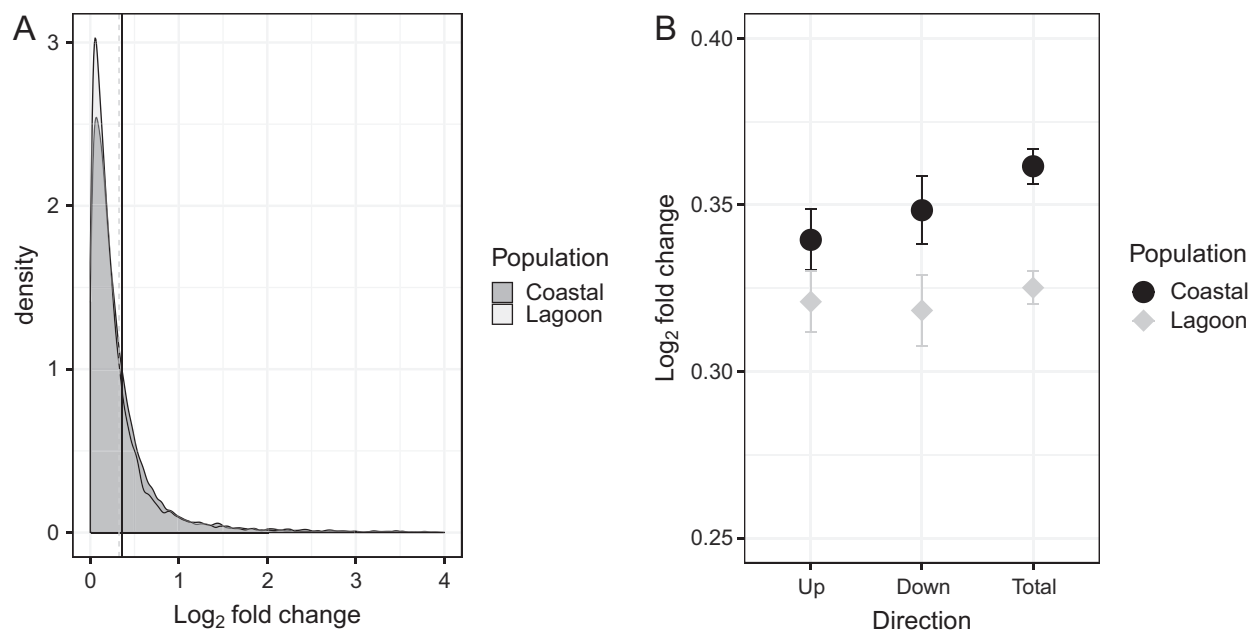 A
3
2
1
0
density
0 1 2 3 4
Log₂ fold change
Population
Coastal
Lagoon
B
0.40
0.35
0.30
0.25
Log₂ fold change
Up Down Total
Direction
Population
Coastal
Lagoon